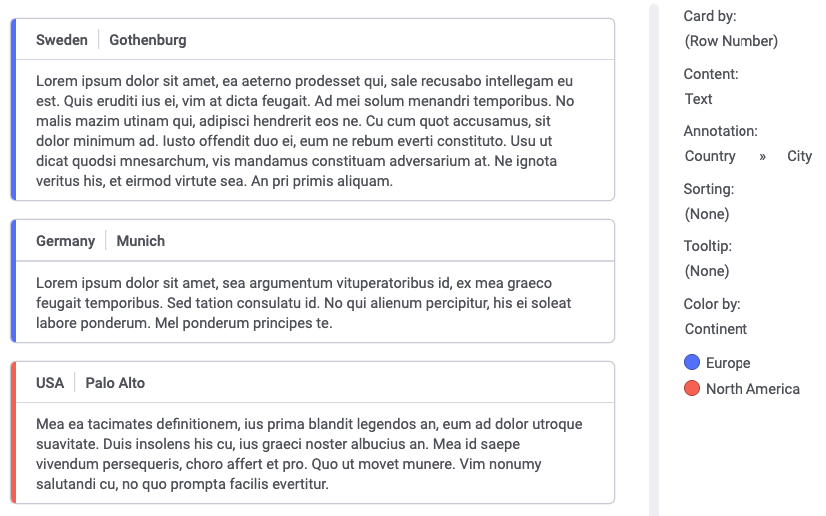 Sweden Gothenburg
Lorem ipsum dolor sit amet, ea aeterno prodesset qui, sale recusabo intellegam eu
est. Quis eruditi ius ei, vim at dicta feugait. Ad mei solum menandri temporibus. No
malis mazim utinam qui, adipisci hendrerit eos ne. Cu cum quot accusamus, sit
dolor minimum ad. Iusto offendit duo ei, eum ne rebum everti constituto. Usu ut
dicat quodsi mnesarchum, vis mandamus constituam adversarium at. Ne ignota
veritus his, et eirmod virtute sea. An pri primis aliquam.
Germany Munich
Lorem ipsum dolor sit amet, sea argumentum vituperatoribus id, ex mea graeco
feugait temporibus. Sed tation consulatu id. No qui alienum percipitur, his ei soleat
labore ponderum. Mel ponderum principes te.
USA Palo Alto
Mea ea tacimates definitionem, ius prima blandit legendos an, eum ad dolor utroque
suavitate. Duis insolens his cu, ius graeci noster albucius an. Mea id saepe
vivendum persequeris, choro affert et pro. Quo ut movet munere. Vim nonumy
salutandi cu, no quo prompta facilis evertitur.
Card by:
(Row Number)
Content:
Text
Annotation:
Country » City
Sorting:
(None)
Tooltip:
(None)
Color by:
Continent
Europe
North America